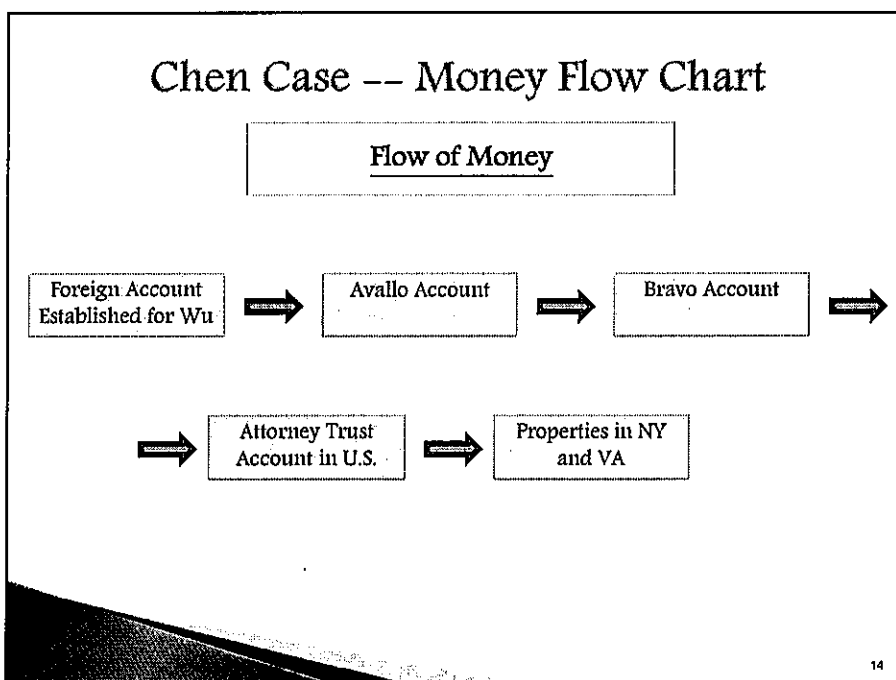 Chen Case -- Money Flow Chart
Flow of Money
Foreign Account
Established for Wu
Avallo Account
Bravo Account
Attorney Trust
Account in U.S.
Properties in NY
and VA
14